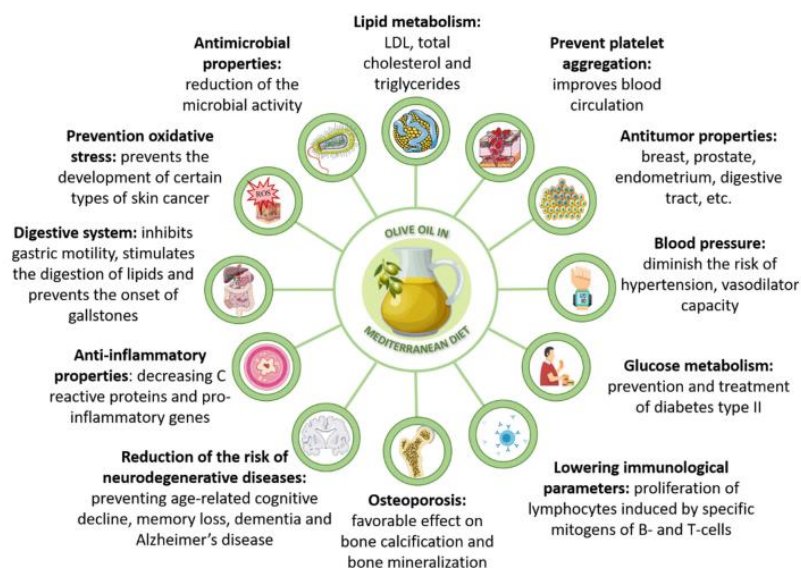 Lipid metabolism:
LDL, total
cholesterol and
triglycerides
Prevent platelet
aggregation:
improves blood
circulation
Antitumor properties:
breast, prostate,
endometrium, digestive
tract, etc.
Blood pressure:
diminish the risk of
hypertension, vasodilator
capacity
Glucose metabolism:
prevention and treatment
of diabetes type II
Lowering immunological
parameters: proliferation of
lymphocytes induced by specific
mitogens of B- and T-cells
Osteoporosis:
favorable effect on
bone calcification and
bone mineralization
Reduction of the risk of
neurodegenerative diseases:
preventing age-related cognitive
decline, memory loss, dementia and
Alzheimer’s disease
Anti-inflammatory
properties: decreasing C
reactive proteins and pro-
inflammatory genes
Digestive system: inhibits
gastric motility, stimulates
the digestion of lipids and
prevents the onset of
gallstones
Prevention oxidative
stress: prevents the
development of certain
types of skin cancer
Antimicrobial
properties:
reduction of the
microbial activity
ROS
OLIVE OIL IN
MEDITERRANEAN DIET